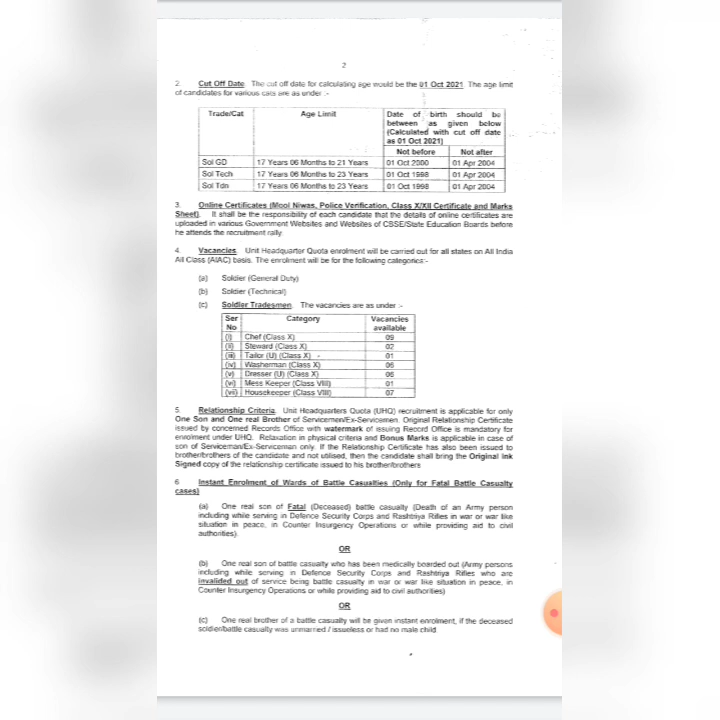 2
2. Cut Off Date. The cut off date for calculating age would be the 01 Oct 2021. The age limit
of candidates for various cats are as under :-
Trade/Cat Age Limit Date of birth should be
between as given below
(Calculated with cut off date
as 01 Oct 2021)
Not before Not after
Sol GD 17 Years 06 Months to 21 Years 01 Oct 2000 01 Apr 2004
Sol Tech 17 Years 06 Months to 23 Years 01 Oct 1998 01 Apr 2004
Sol Tdn 17 Years 06 Months to 23 Years 01 Oct 1998 01 Apr 2004
3. Online Certificates (Mool Niwas, Police Verification, Class X/XII Certificate and Marks
Sheet). It shall be the responsibility of each candidate that the details of online certificates are
uploaded in various Government Websites and Websites of CSSE/State Education Boards before
he attends the recruitment rally.
4. Vacancies. Unit Headquarter Quota enrolment will be carried out for all states on All India
All Class (AIAC) basis. The enrolment will be for the following categories:-
(a) Soldier (General Duty)
(b) Soldier (Technical)
(c) Soldier Tradesmen. The vacancies are as under :-
Ser Category Vacancies
No available
(i) Chef (Class X) 09
(ii) Steward (Class X) 02
(iii) Tailor (U) (Class X) 01
(iv) Washerman (Class X)
(v) Dresser (U) (Class X)
(vi) Mess Keeper (Class VIII) 01
(vii) Housekeeper (Class VIII) 07
5. Relationship Criteria. Unit Headquarters Quota (UHQ) recruitment is applicable for only
One Son and One real Brother of Servicemen/Ex-Servicemen. Original Relationship Certificate
issued by concerned Records Office with watermark of issuing Record Office is mandatory for
enrolment under UHQ. Relaxation in physical criteria and Bonus Marks is applicable in case of
son of Serviceman/Ex-Serviceman only. If the Relationship Certificate has also been issued to
brother/brothers of the candidate and not utilised, then the candidate shall bring the Original Ink
Signed copy of the relationship certificate issued to his brother/brothers
6. Instant Enrolment of Wards of Battle Casualties (Only for Fatal Battle Casualty
cases)
(a) One real son of Fatal (Deceased) battle casualty (Death of an Army person
including while serving in Defence Security Corps and Rashtriya Rifles in war or war like
situation in peace, in Counter Insurgency Operations or while providing aid to civil
authorities).
OR
(b) One real son of battle casualty who has been medically boarded out (Army persons
including while serving in Defence Security Corps and Rashtriya Rifles who are
invalided out of service being battle casualty in war or war like situation in peace, in
Counter Insurgency Operations or while providing aid to civil authorities)
OR
(c) One real brother of a battle casualty will be given instant enrolment, if the deceased
soldier/battle casualty was unmarried / issueless or had no male child